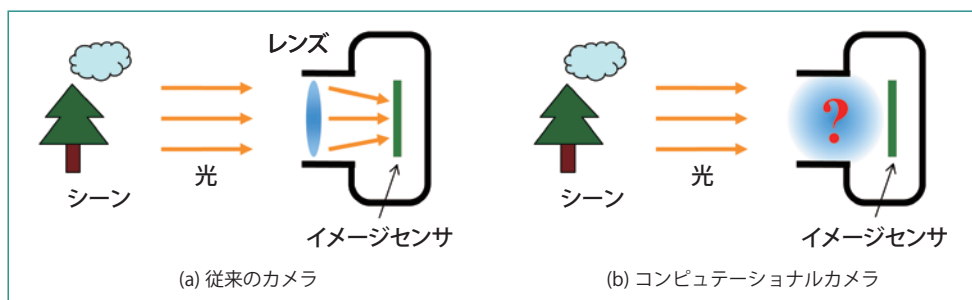 レンズ
光
シーン
イメージセンサ
(a) 従来のカメラ
?
光
シーン
イメージセンサ
(b) コンピュテーショナルカメラ